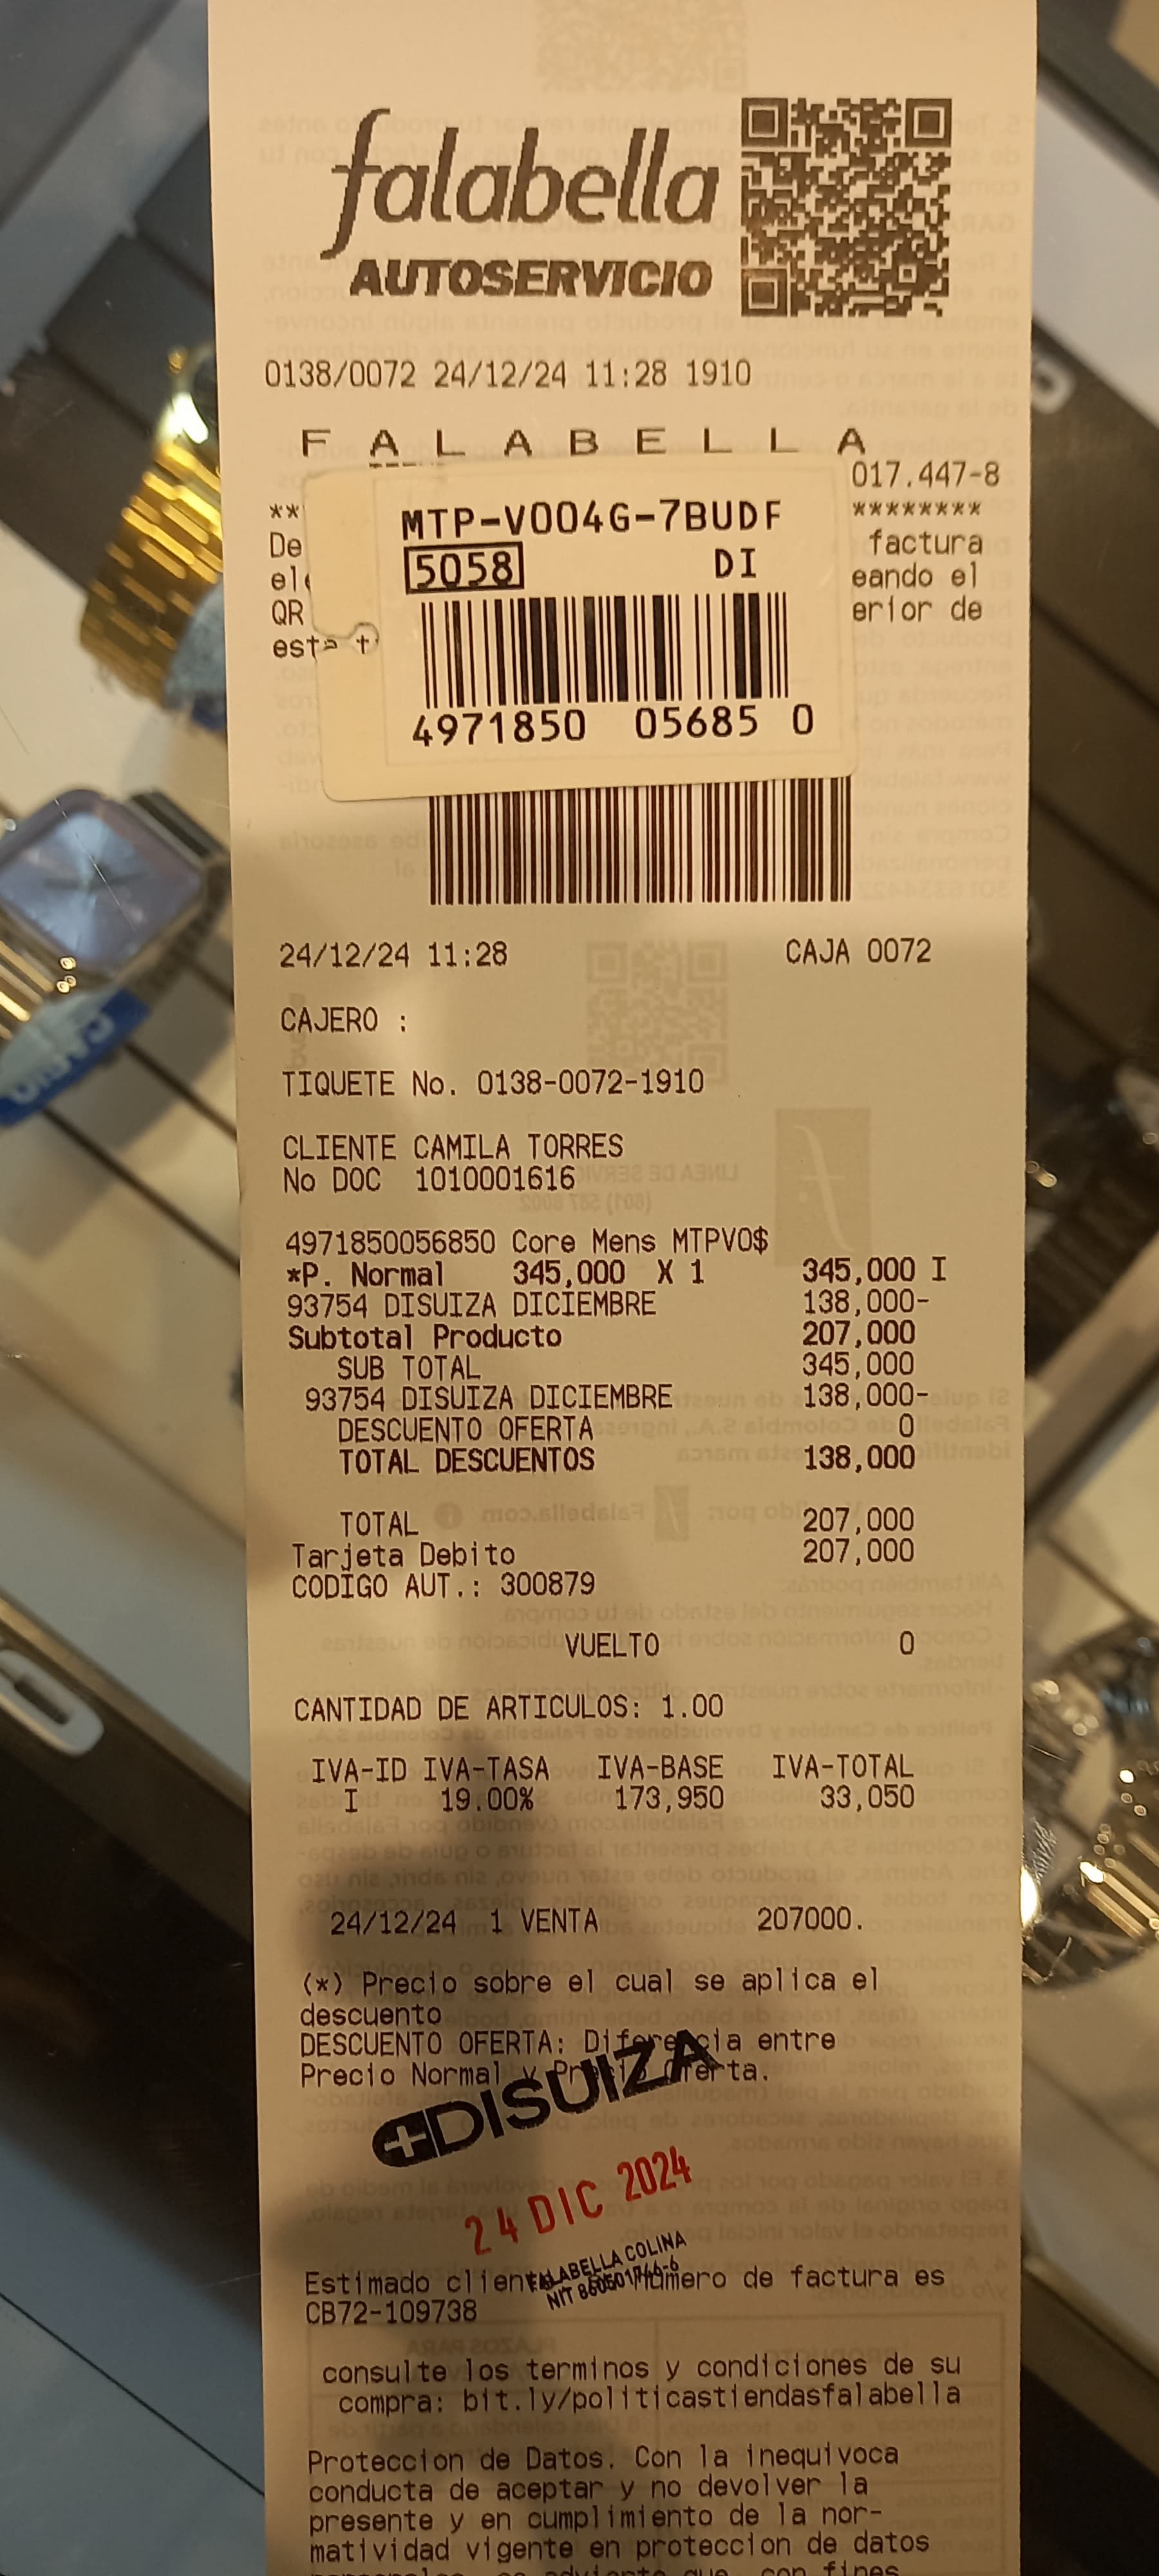 falabella
AUTOSERVICIO
0138/0072 24/12/24 11:28 1910
F A L A B E L L A
017.447-8
** ********
De factura
eando el
QR erior de
MTP-V004G-7BUDF
5058 DI
4971850 05685 0
24/12/24 11:28 CAJA 0072
CAJERO :
TIQUETE No. 0138-0072-1910
CLIENTE CAMILA TORRES
No DOC 1010001616
4971850056850 Core Mens MTPVO$
*P. Normal 345,000 X 1 345,000 I
93754 DISUIZA DICIEMBRE 138,000-
Subtotal Producto 207,000
SUB TOTAL 345,000
93754 DISUIZA DICIEMBRE 138,000-
DESCUENTO OFERTA 0
TOTAL DESCUENTOS 138,000
TOTAL 207,000
Tarjeta Debito 207,000
CODIGO AUT.: 300879
VUELTO 0
CANTIDAD DE ARTICULOS: 1.00
IVA-ID IVA-TASA IVA-BASE IVA-TOTAL
I 19.00% 173,950 33,050
24/12/24 1 VENTA 207000.
(*) Precio sobre el cual se aplica el
descuento
DESCUENTO OFERTA: Diferencia entre
Precio Normal y Precio Oferta.
DISUIZA
24 DIC 2024
FALABELLA COLINA
NIT
Estimado cliente número de factura es
CB72-109738
consulte los terminos y condiciones de su
compra: bit.ly/politicastiendasfalabella
Proteccion de Datos. Con la inequivoca
conducta de aceptar y no devolver la
presente y en cumplimiento de la nor-
matividad vigente en proteccion de datos
con fines
CASIO